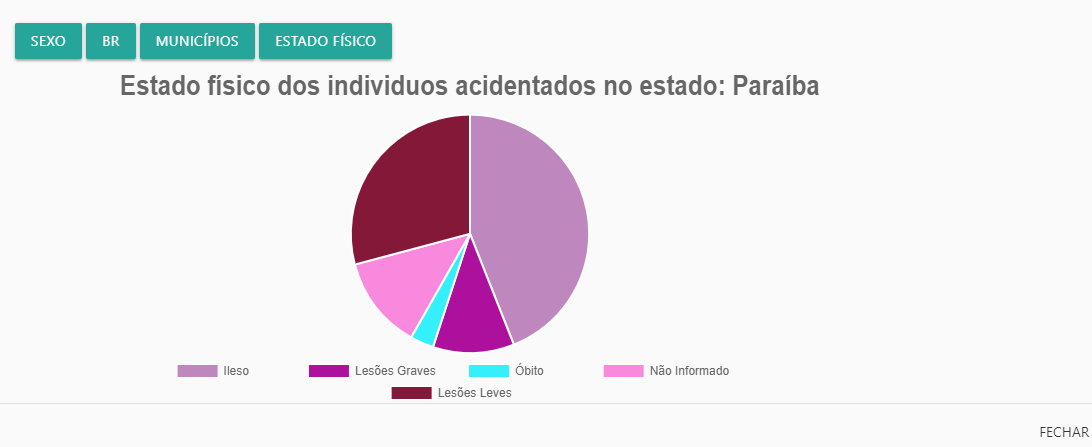 SEXO BR MUNICÍPIOS ESTADO FÍSICO
Estado físico dos individuos acidentados no estado: Paraíba
Ileso Lesões Graves Óbito Não Informado
Lesões Leves
FECHAR